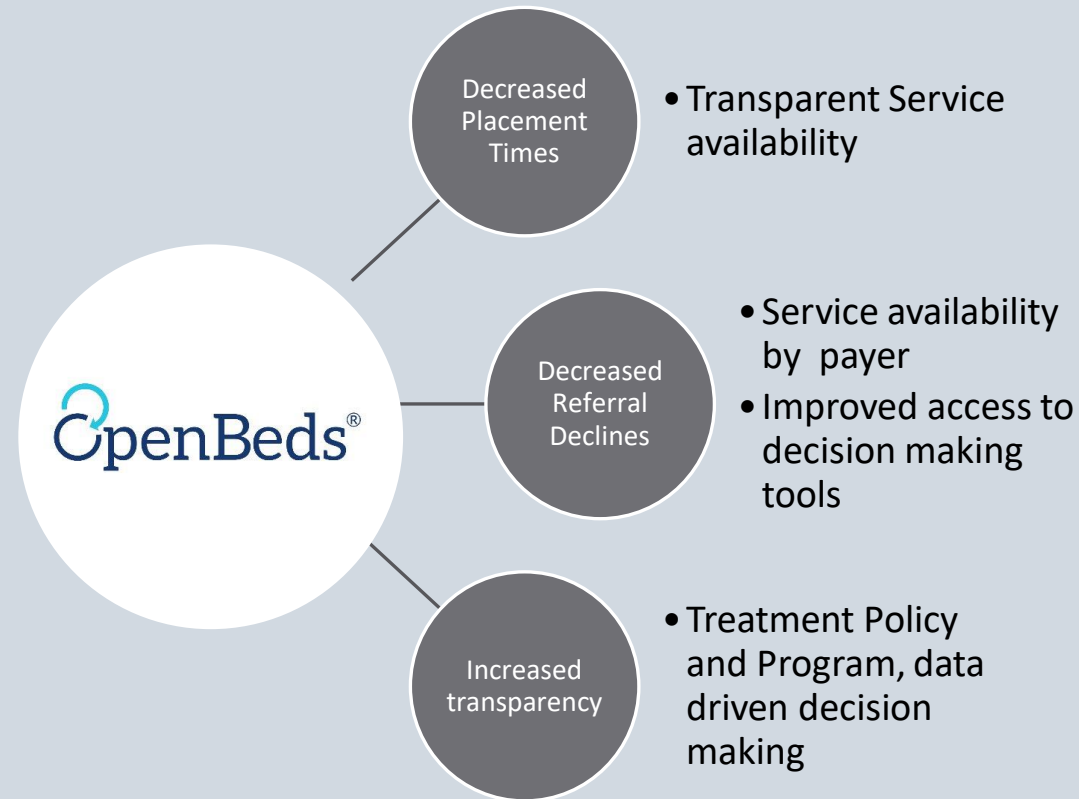 Decreased
Placement
Times
• Transparent Service
availability
OpenBeds®
Decreased
Referral
Declines
• Service availability
by  payer
• Improved access to
decision making
tools
Increased
transparency
• Treatment Policy
and Program, data
driven decision
making